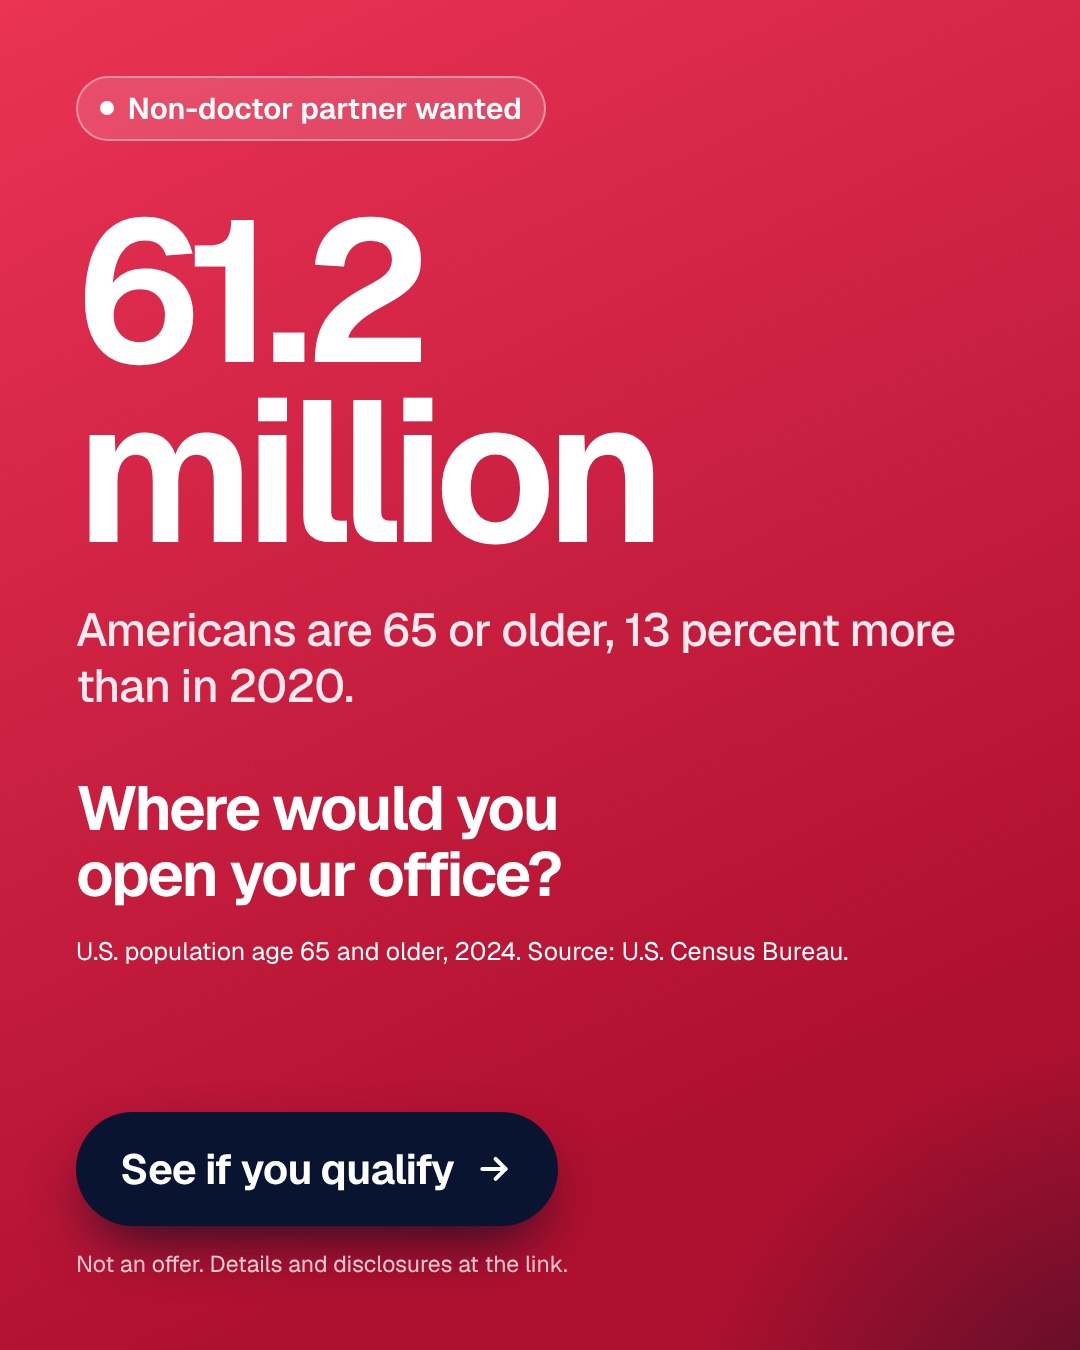 Non-doctor partner wanted
61.2
million
Americans are 65 or older, 13 percent more
than in 2020.
Where would you
open your office?
U.S. population age 65 and older, 2024. Source: U.S. Census Bureau.
See if you qualify →
Not an offer. Details and disclosures at the link.